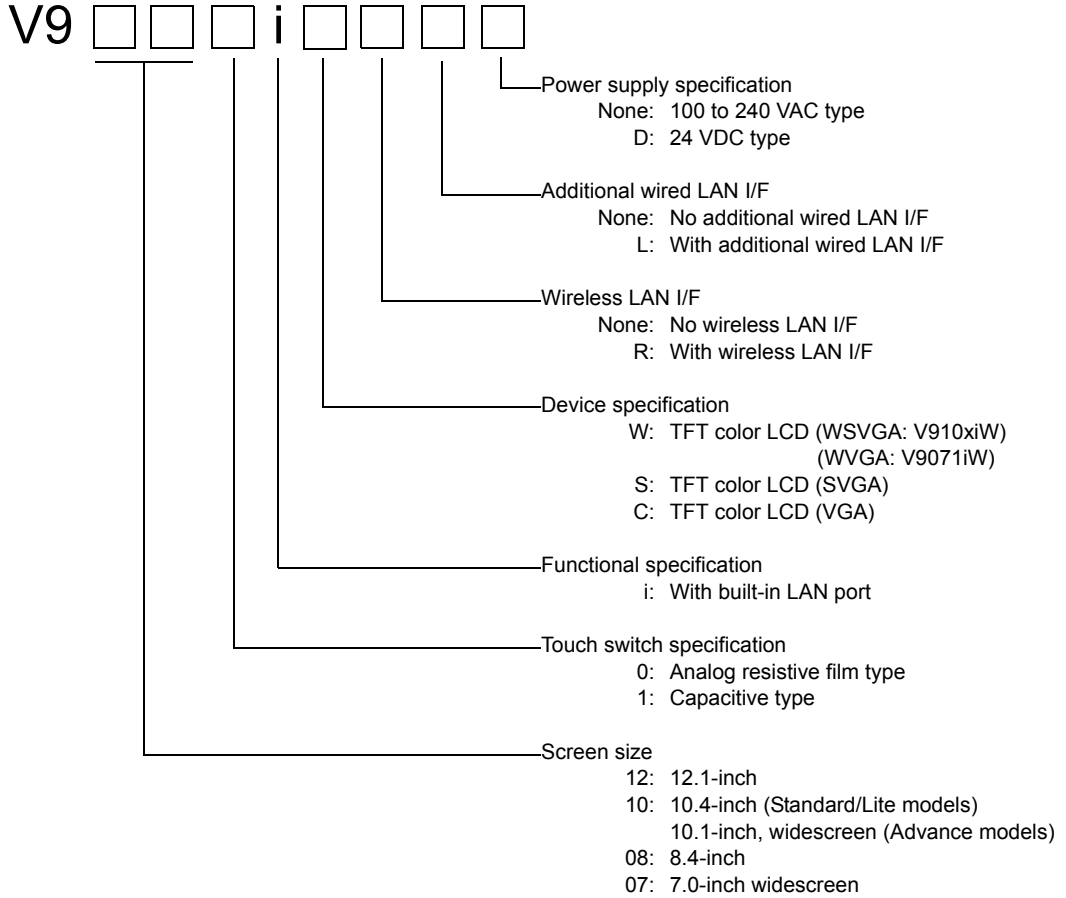 V9 □ □ □ i □ □ □ □
Power supply specification
None: 100 to 240 VAC type
D: 24 VDC type
Additional wired LAN I/F
None: No additional wired LAN I/F
L: With additional wired LAN I/F
Wireless LAN I/F
None: No wireless LAN I/F
R: With wireless LAN I/F
Device specification
W: TFT color LCD (WSVGA: V910xiW)
(WVGA: V9071iW)
S: TFT color LCD (SVGA)
C: TFT color LCD (VGA)
Functional specification
i: With built-in LAN port
Touch switch specification
0: Analog resistive film type
1: Capacitive type
Screen size
12: 12.1-inch
10: 10.4-inch (Standard/Lite models)
10.1-inch, widescreen (Advance models)
08: 8.4-inch
07: 7.0-inch widescreen